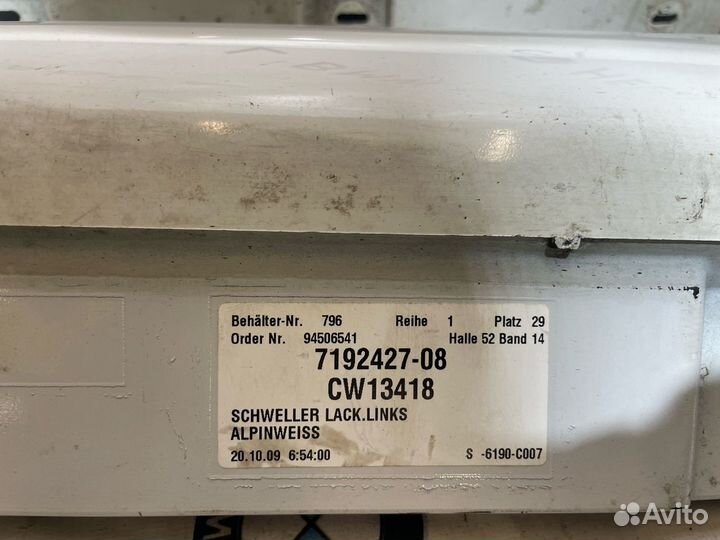 Behälter-Nr. 796 Reihe 1 Platz 29
Order Nr. 94506541 Halle 52 Band 14
7192427-08
CW13418
SCHWELLER LACK.LINKS
ALPINWEISS
20.10.09 6:54:00 S -6190-C007
Avito